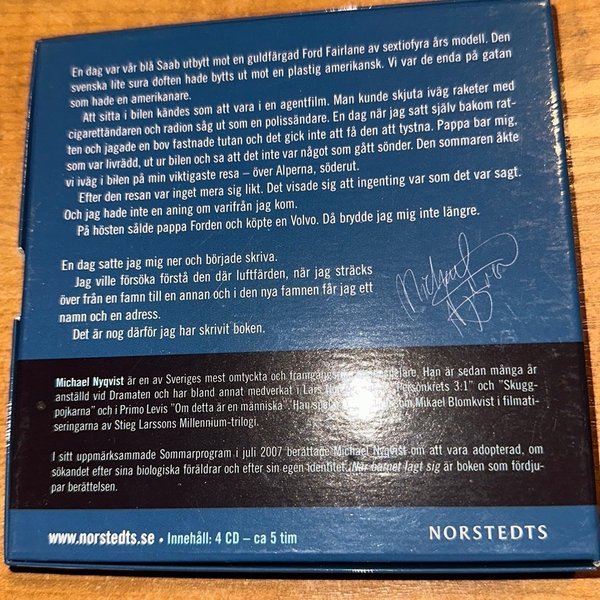 En dag var vår blå Saab utbytt mot en guldfärgad Ford Fairlane av sextiofyra års modell. Den
svenska lite sura doften hade bytts ut mot en plastig amerikansk. Vi var de enda på gatan
som hade en amerikanare.
Att sitta i bilen kändes som att vara i en agentfilm. Man kunde skjuta iväg raketer med
cigarettändaren och radion såg ut som en polissändare. En dag när jag satt själv bakom rat-
ten och jagade en bov fastnade tutan och det gick inte att få den att tystna. Pappa bar mig,
som var livrädd, ut ur bilen och sa att det inte var något som gått sönder. Den sommaren åkte
vi iväg i bilen på min viktigaste resa – över Alperna, söderut.
Efter den resan var inget mera sig likt. Det visade sig att ingenting var som det var sagt.
Och jag hade inte en aning om varifrån jag kom.
På hösten sålde pappa Forden och köpte en Volvo. Då brydde jag mig inte längre.
En dag satte jag mig ner och började skriva.
Jag ville försöka förstå den där luftfärden, när jag sträcks
över från en famn till en annan och i den nya famnen får jag ett
namn och en adress.
Det är nog därför jag har skrivit boken.
Michael Nyqvist är en av Sveriges mest omtyckta och Han är sedan många år
anställd vid Dramaten och har bland annat medverkat i Lars "Personkrets 3:1" och "Skugg-
pojkarna" och i Primo Levis "Om detta är en människa". Han som Mikael Blomkvist i filmati-
seringarna av Stieg Larssons Millennium-trilogi.
I sitt uppmärksammade Sommarprogram i juli 2007 berättade Michael Nyqvist om att vara adopterad, om
sökandet efter sina biologiska föräldrar och efter sin egen identitet. När barnet lagt sig är boken som fördju-
par berättelsen.
www.norstedts.se • Innehåll: 4 CD – ca 5 tim
NORSTEDTS